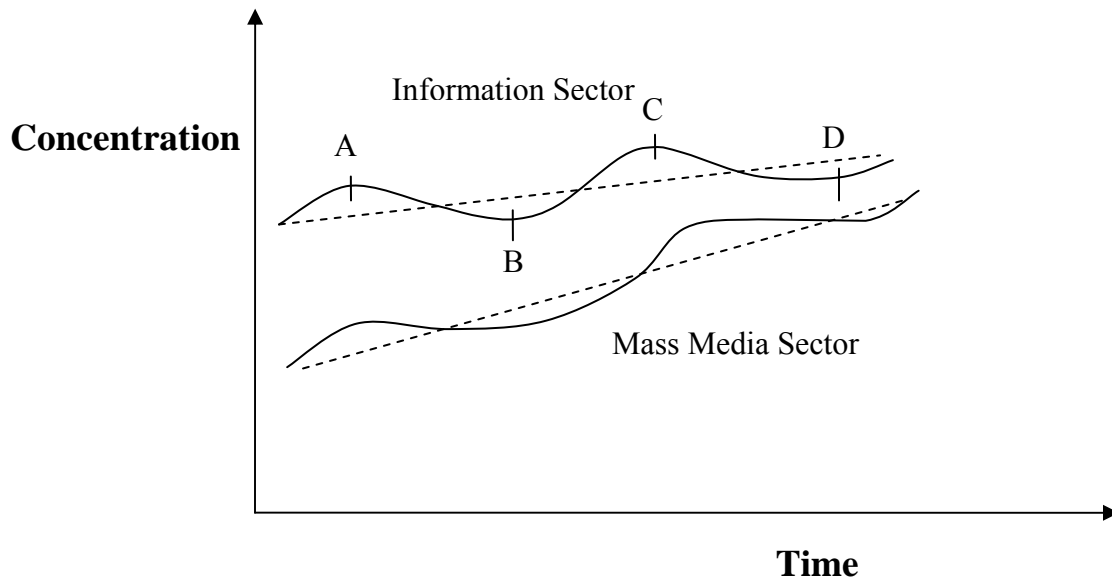 Information Sector
C
Concentration
A
D
B
Mass Media Sector
Time